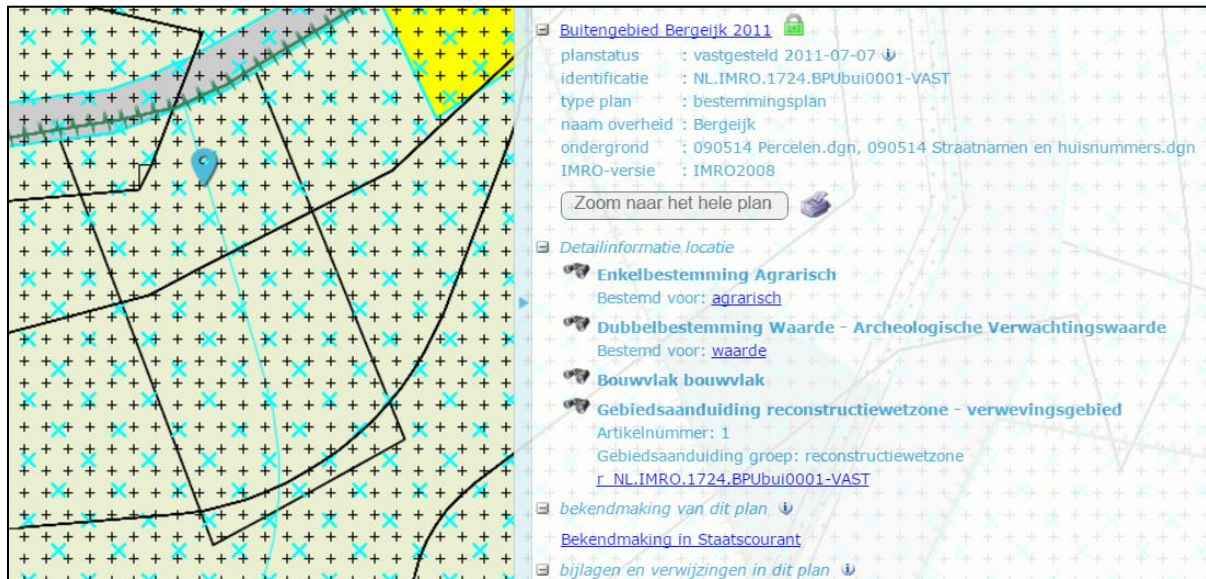 Buitengebied Bergeijk 2011
planstatus : vastgesteld 2011-07-07
identificatie : NL.IMRO.1724.BPUbui0001-VAST
type plan : bestemmingsplan
naam overheid : Bergeijk
ondergrond : 090514 Percelen.dgn, 090514 Straatnamen en huisnummers.dgn
IMRO-versie : IMRO2008
Zoom naar het hele plan
Detailinformatie locatie
Enkelbestemming Agrarisch
Bestemd voor: agrarisch
Dubbelbestemming Waarde - Archeologische Verwachtingswaarde
Bestemd voor: waarde
Bouwvlak bouwvlak
Gebiedsaanduiding reconstructiewetzone - verwevingsgebied
Artikelnummer: 1
Gebiedsaanduiding groep: reconstructiewetzone
r_NL.IMRO.1724.BPUbui0001-VAST
bekendmaking van dit plan
Bekendmaking in Staatscourant
bijlagen en verwijzingen in dit plan